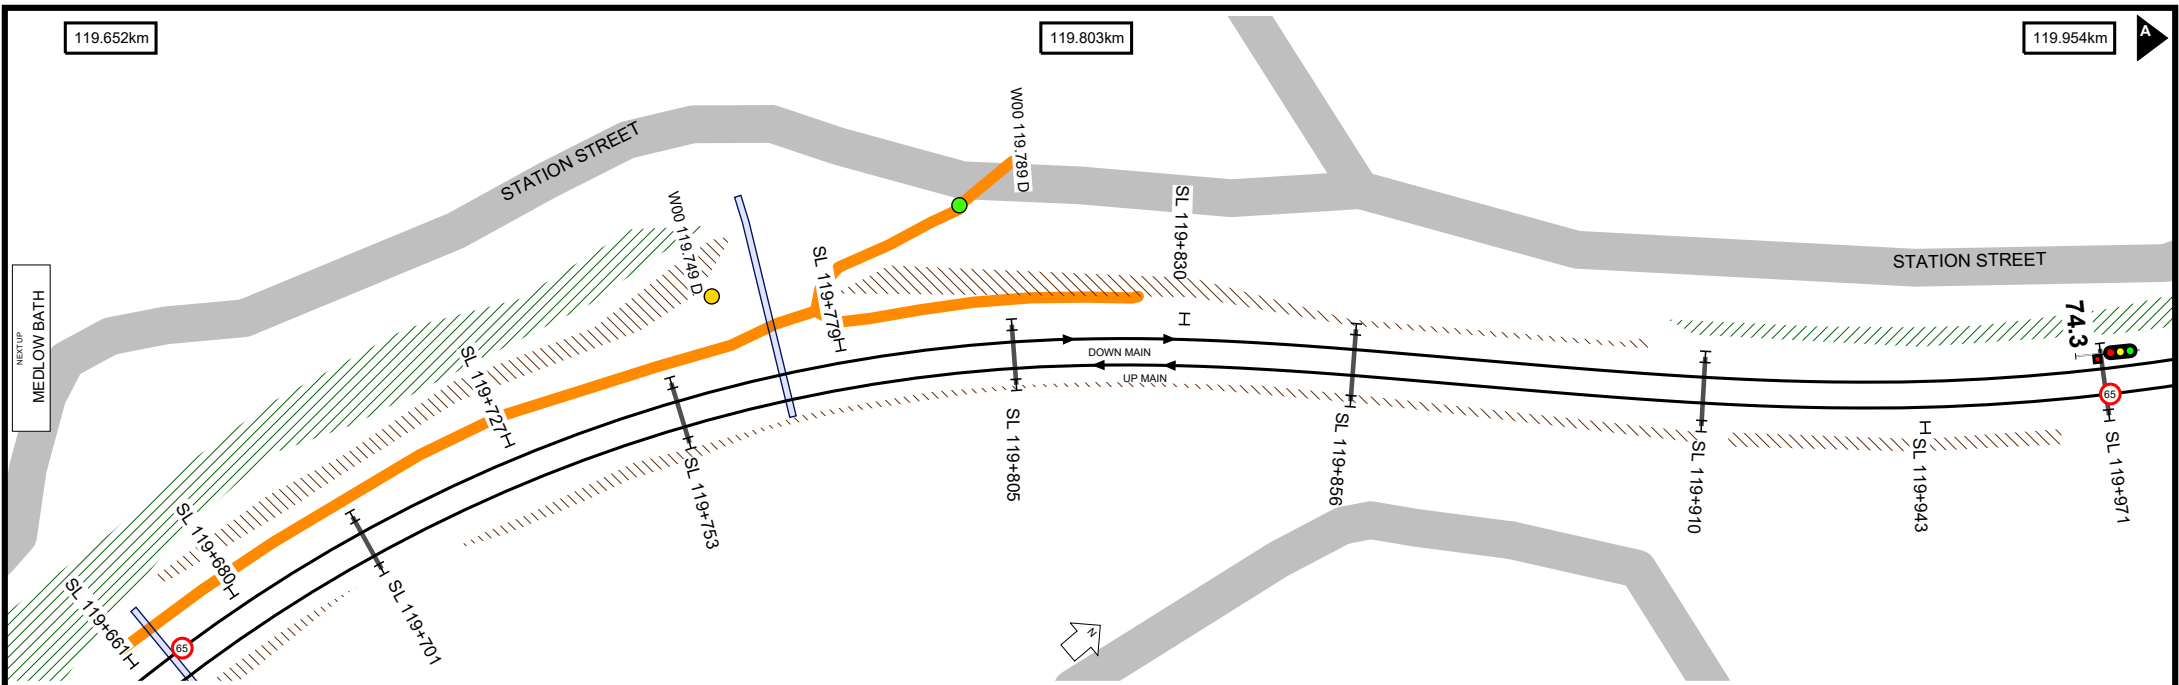 119.652km
119.803km
119.954km
A
STATION STREET
W00 119.789 D
W00 119.749 D
SL 119+830
SL 119+779
STATION STREET
NEXT UP
MEDLOW BATH
74.3
SL 119+727
DOWN MAIN
UP MAIN
65
SL 119+753
SL 119+805
SL 119+856
SL 119+910
SL 119+943
SL 119+971
SL 119+680
SL 119+661
SL 119+701
65
N